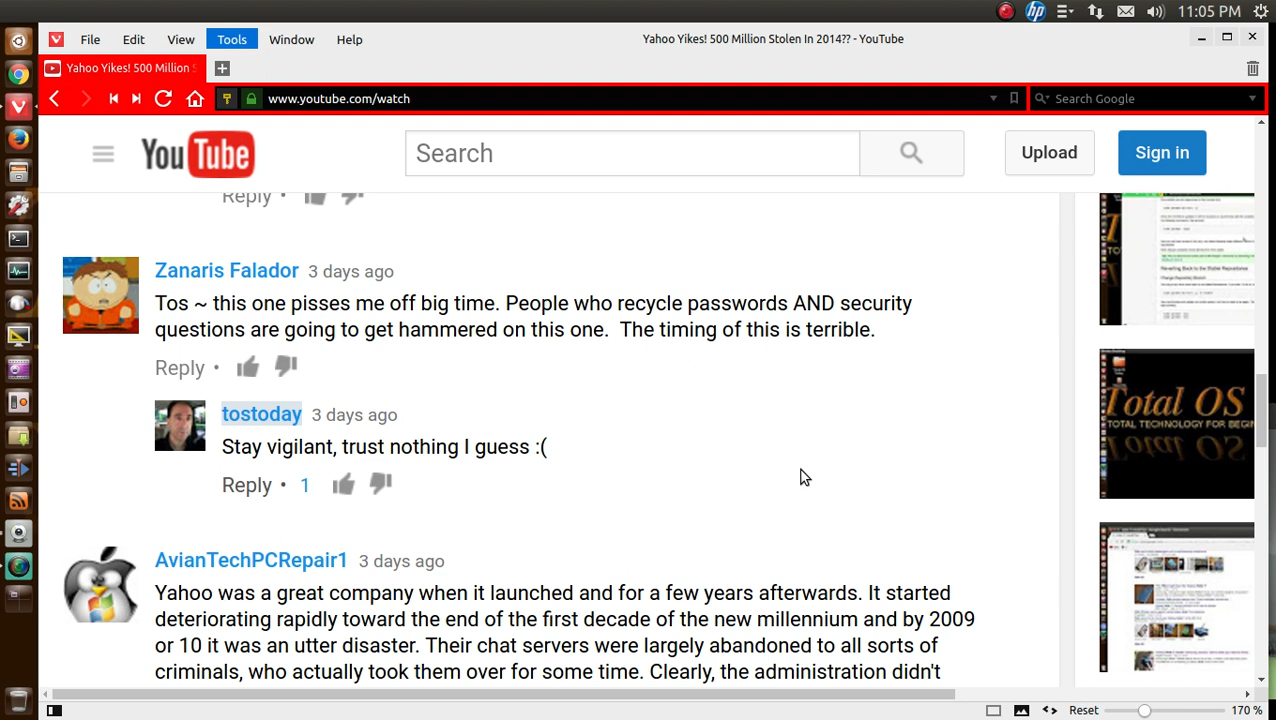 11:05 PM
File Edit View Tools Window Help
Yahoo Yikes! 500 Million Stolen In 2014?? - YouTube
Yahoo Yikes! 500 Million S
www.youtube.com/watch
Search Google
YouTube
Search
Upload
Sign in
Reply •
Zanaris Falador 3 days ago
Tos ~ this one pisses me off big time. People who recycle passwords AND security
questions are going to get hammered on this one. The timing of this is terrible.
Reply •
tostoday 3 days ago
Stay vigilant, trust nothing I guess :(
Reply • 1
AvianTechPCRepair1 3 days ago
Yahoo was a great company when it launched and for a few years afterwards. It started
deteriorating rapidly toward the end of the first decade of the new millennium and by 2009
or 10 it was an utter disaster. Their chat servers were largely abandoned to all sorts of
criminals, who actually took them over for some time. Clearly, the administration didn't
Total OS
TOTAL TECHNOLOGY FOR BEGIN
Reset
170 %